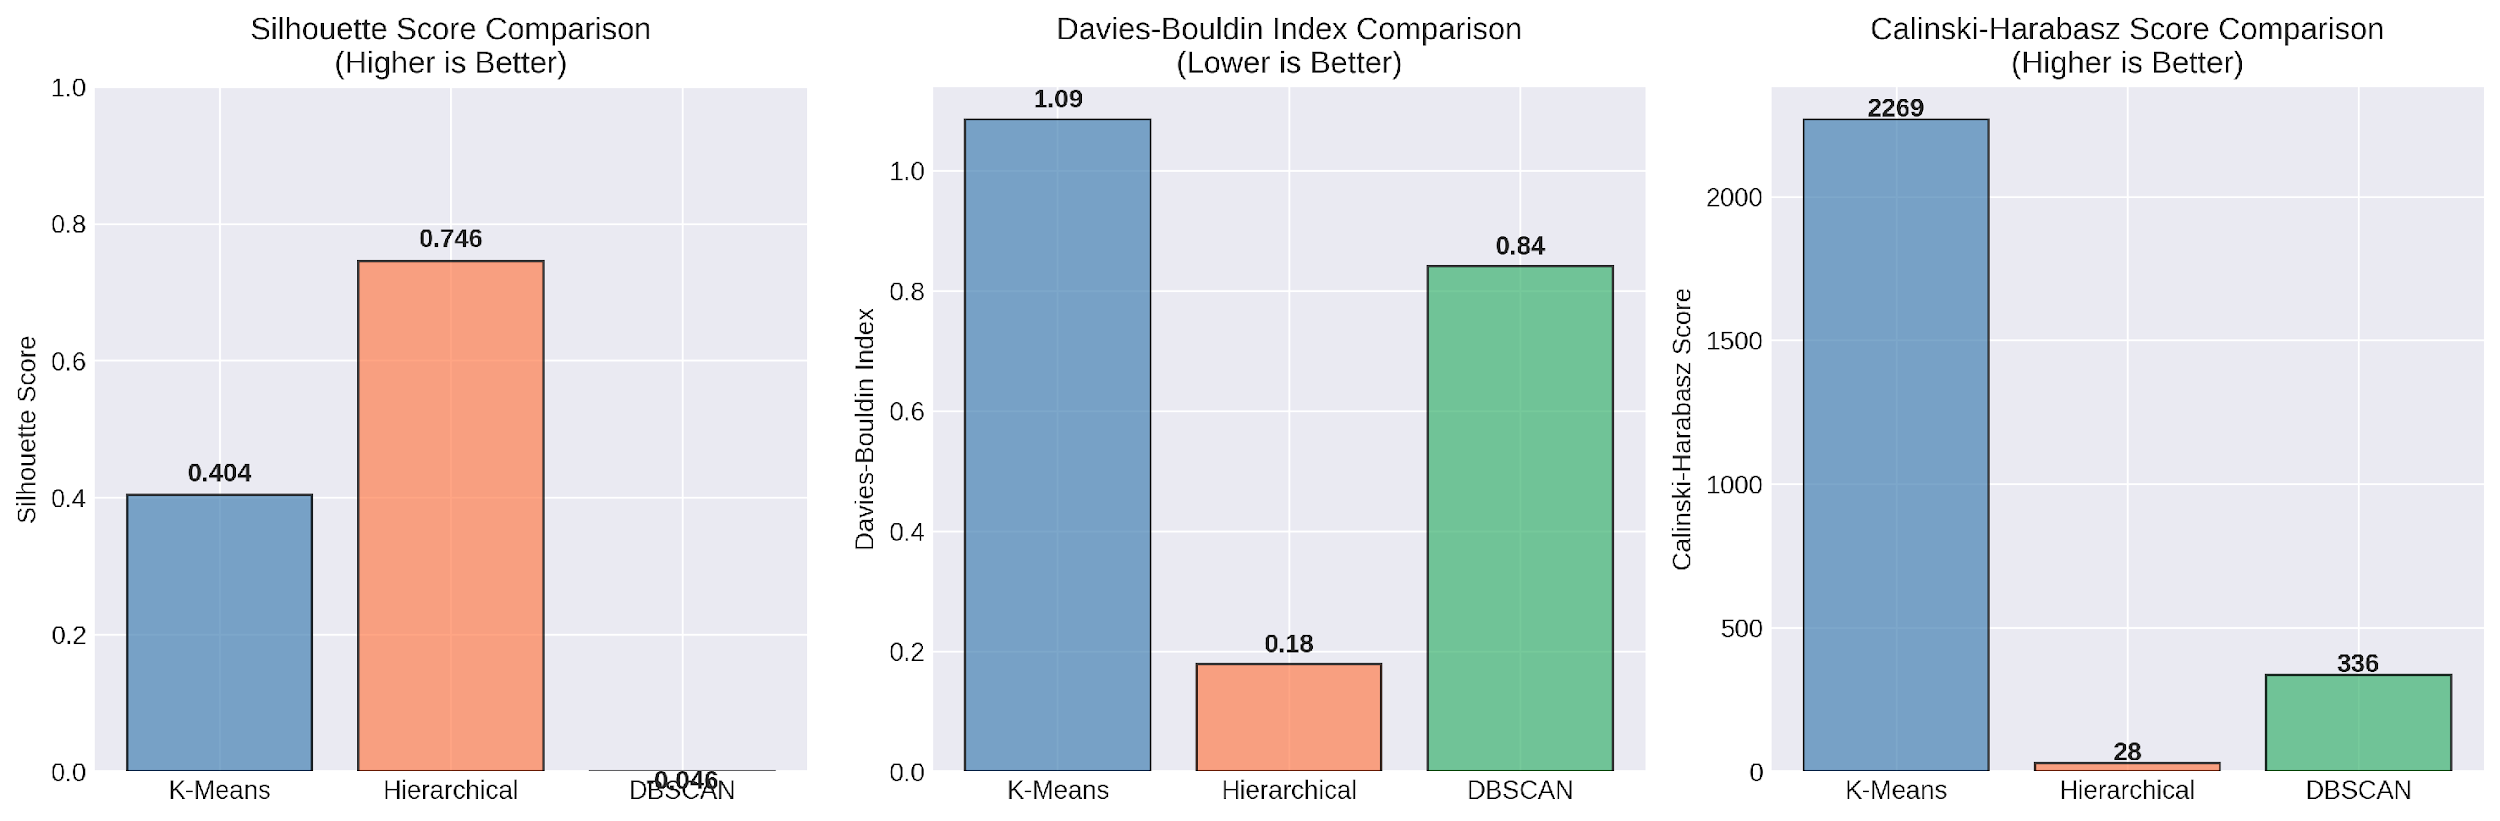 Silhouette Score Comparison
(Higher is Better)
Silhouette Score
1.0
0.8
0.6
0.4
0.2
0.0
0.404
0.746
-0.046
K-Means
Hierarchical
DBSCAN
Davies-Bouldin Index Comparison
(Lower is Better)
Davies-Bouldin Index
1.0
0.8
0.6
0.4
0.2
0.0
1.09
0.18
0.84
K-Means
Hierarchical
DBSCAN
Calinski-Harabasz Score Comparison
(Higher is Better)
Calinski-Harabasz Score
2000
1500
1000
500
0
2269
28
336
K-Means
Hierarchical
DBSCAN